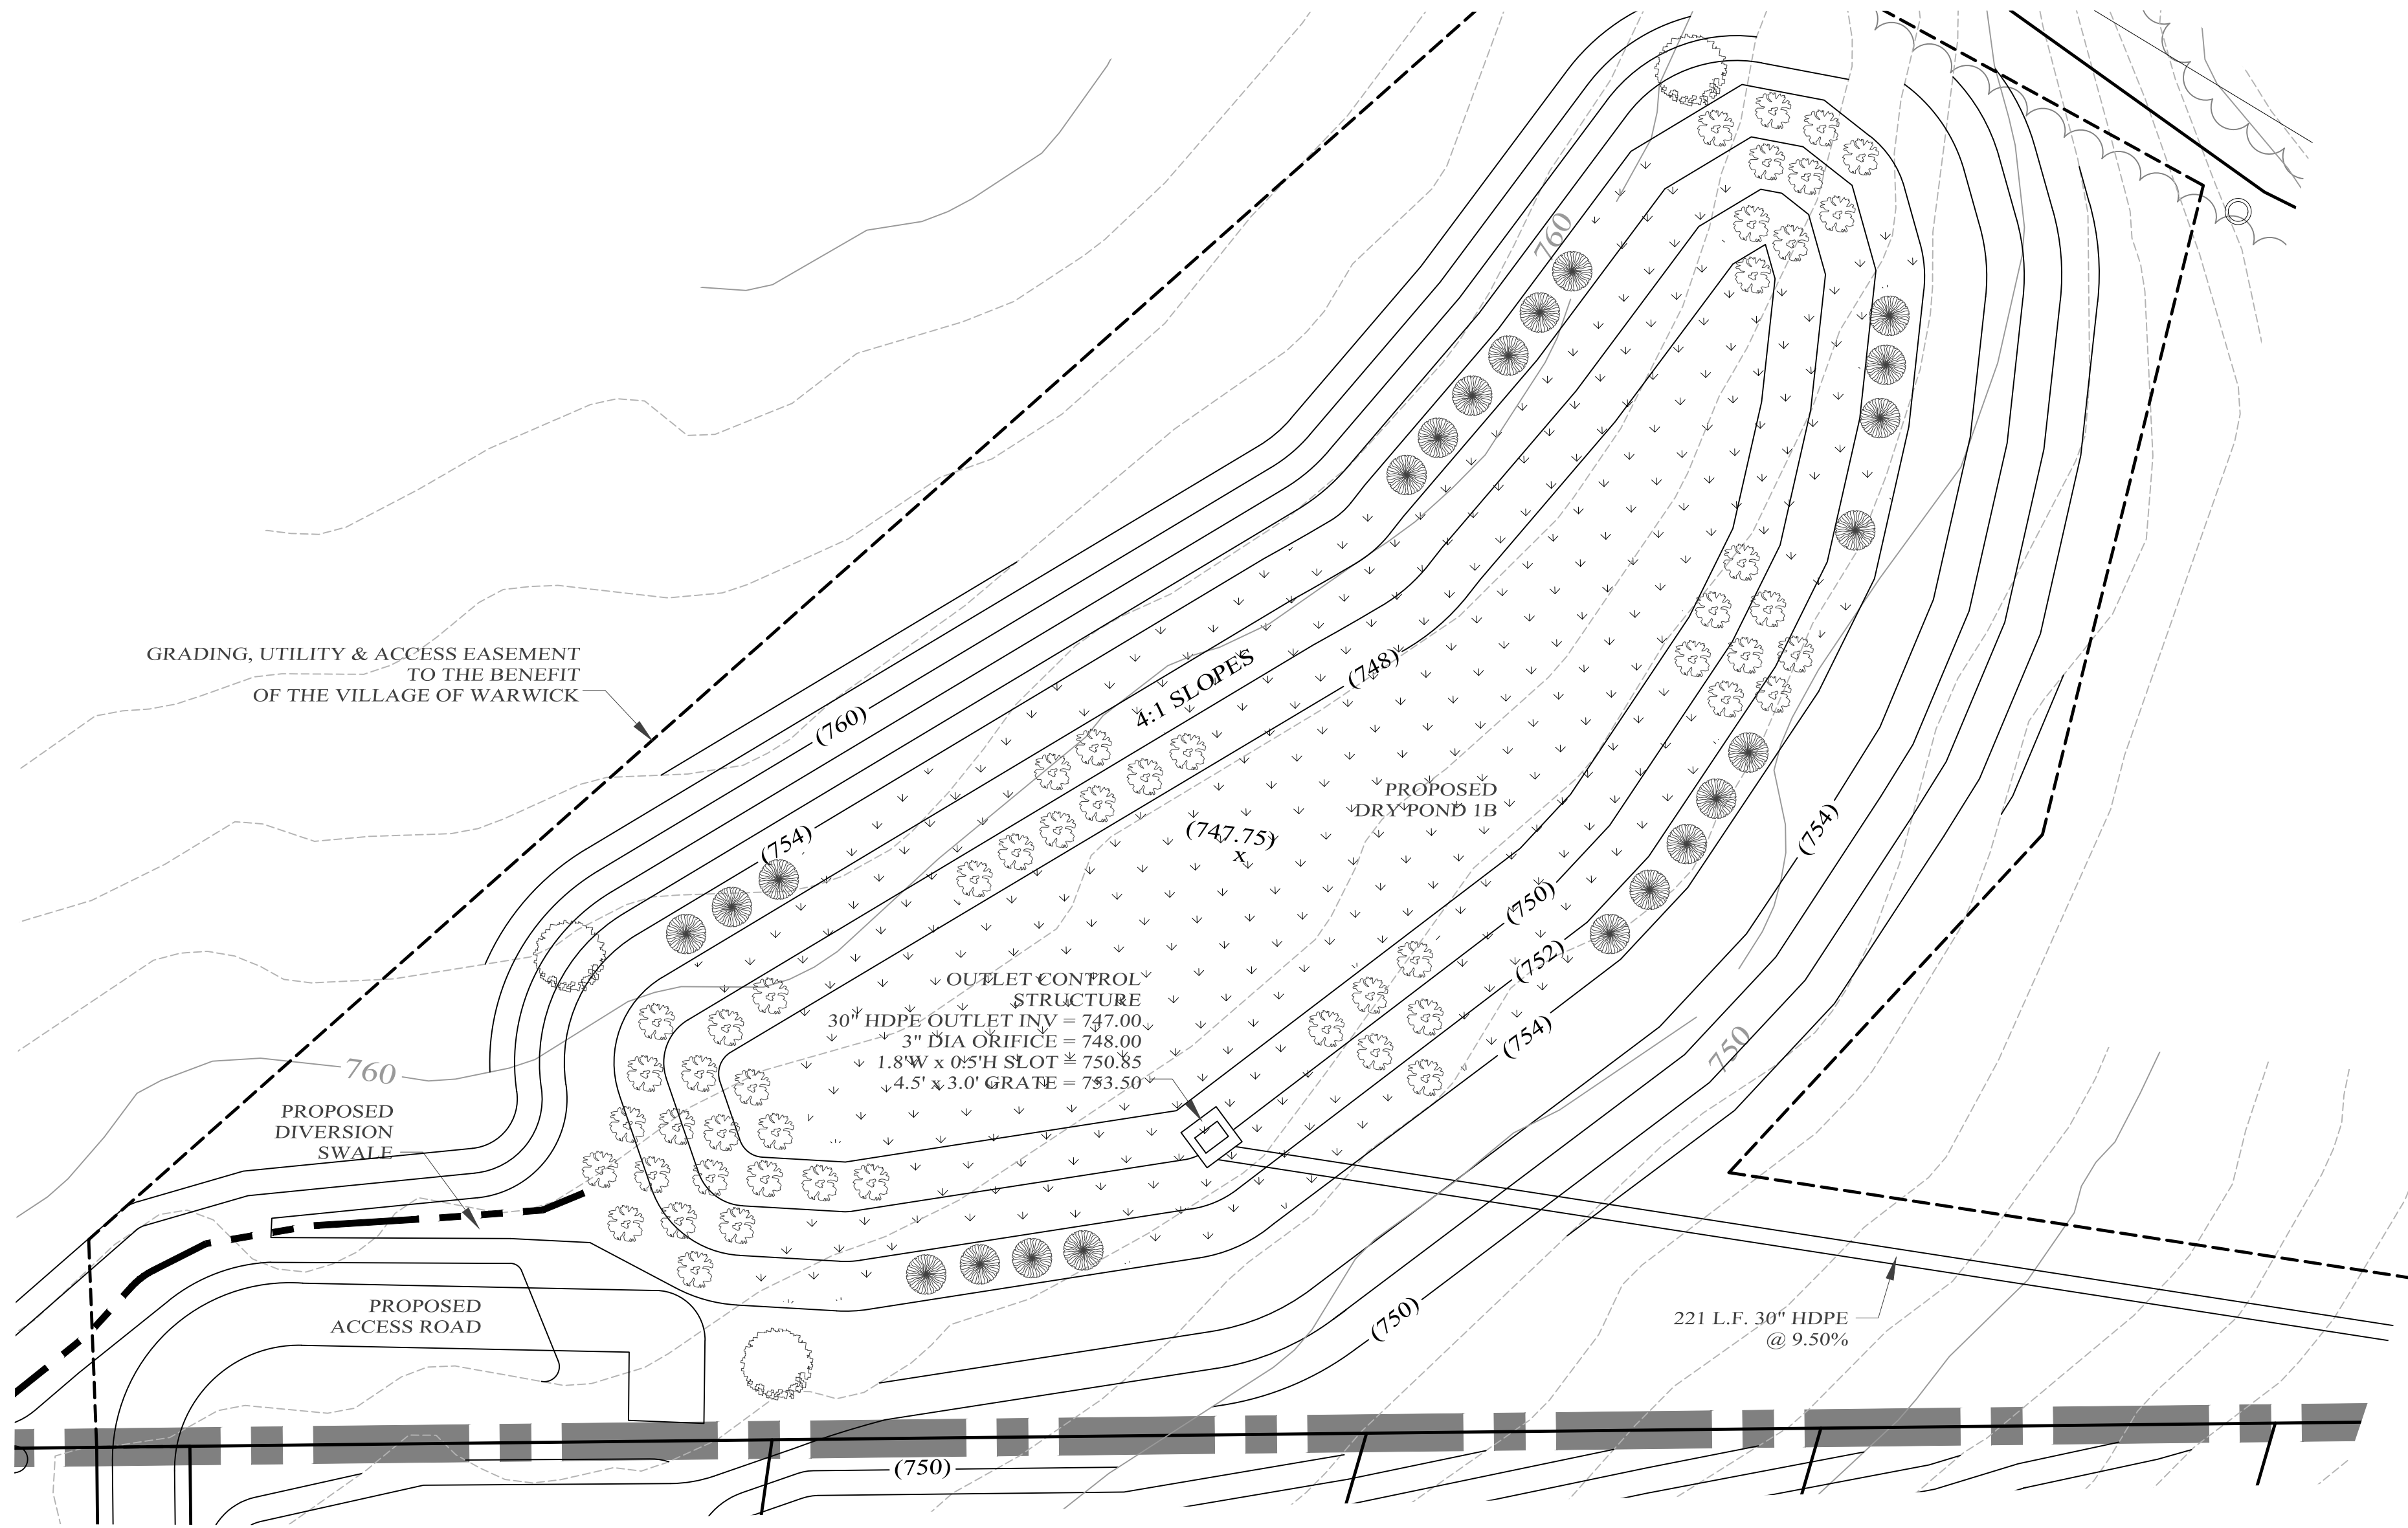 760
GRADING, UTILITY & ACCESS EASEMENT
TO THE BENEFIT
OF THE VILLAGE OF WARWICK
(760)
4:1 SLOPES
(748)
(754)
PROPOSED
DRY POND 1B
(747.75)
x
(754)
(750)
(752)
(754)
OUTLET CONTROL
STRUCTURE
30" HDPE OUTLET INV = 747.00
3" DIA ORIFICE = 748.00
1.8'W x 0.5'H SLOT = 750.85
4.5' x 3.0' GRATE = 753.50
750
760
PROPOSED
DIVERSION
SWALE
PROPOSED
ACCESS ROAD
(750)
221 L.F. 30" HDPE
@ 9.50%
(750)